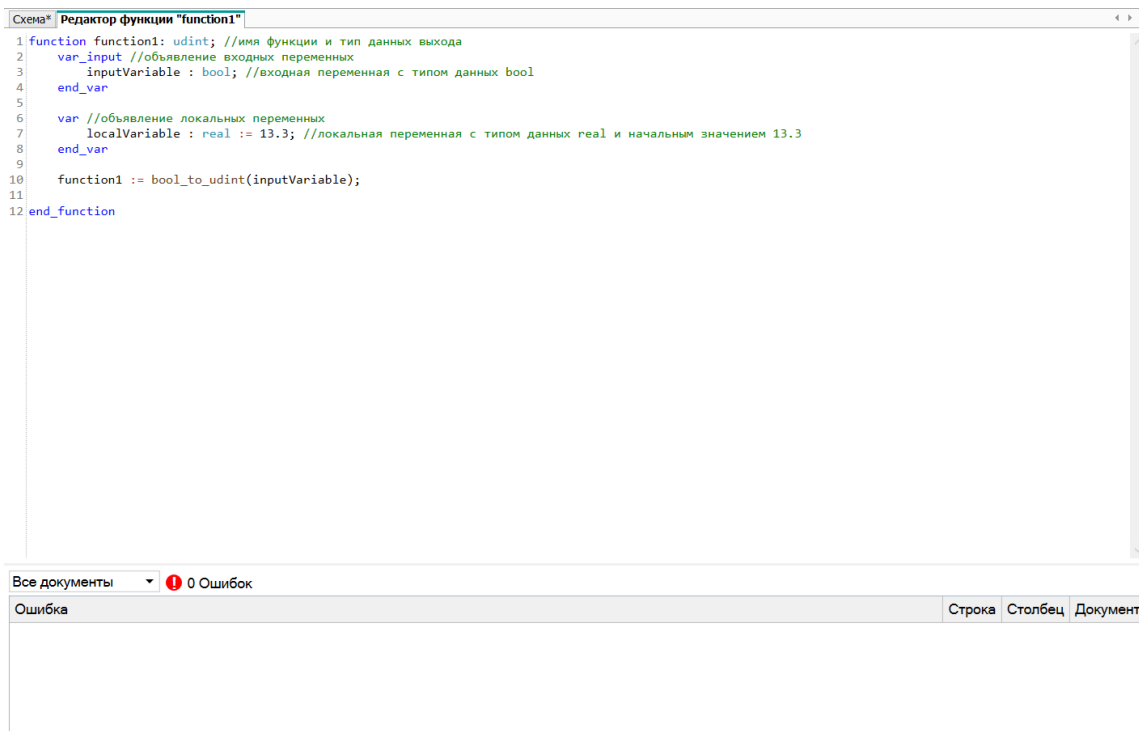 Схема* Редактор функции "function1"
1 function function1: udint; //имя функции и тип данных выхода
2     var_input //объявление входных переменных
3         inputVariable : bool; //входная переменная с типом данных bool
4     end_var
5
6     var //объявление локальных переменных
7         localVariable : real := 13.3; //локальная переменная с типом данных real и начальным значением 13.3
8     end_var
9
10     function1 := bool_to_udint(inputVariable);
11
12 end_function
Все документы 0 Ошибок
Ошибка Строка Столбец Документ